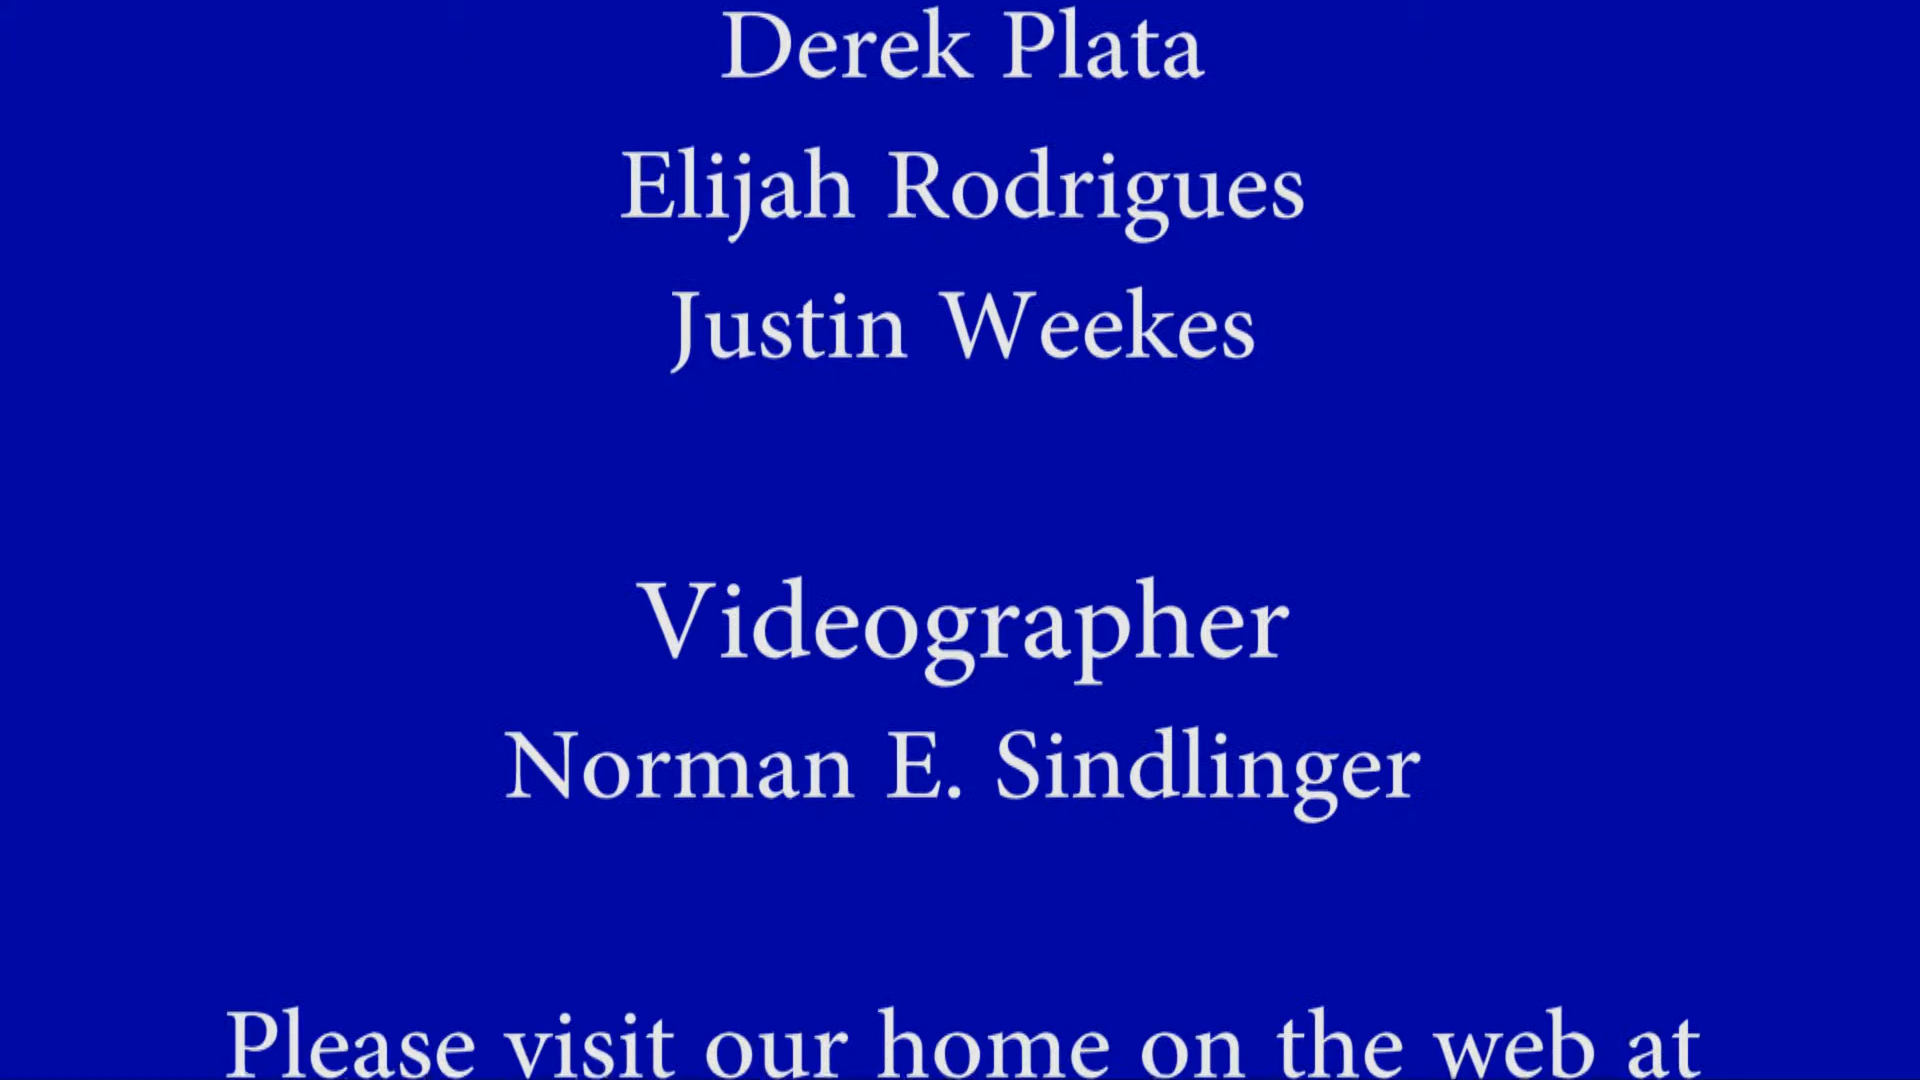 Derek Plata
Elijah Rodrigues
Justin Weekes
Videographer
Norman E. Sindlinger
Please visit our home on the web at